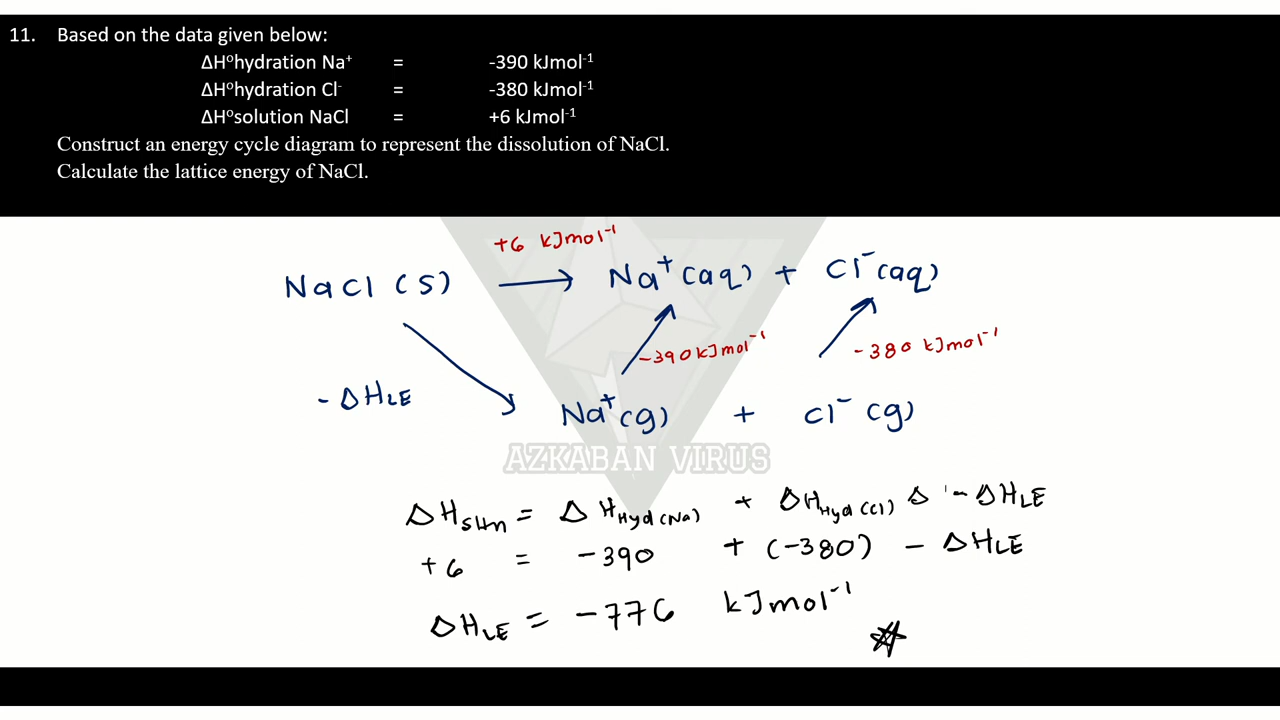 11. Based on the data given below:
ΔH°hydration Na⁺ = -390 kJmol⁻¹
ΔH°hydration Cl⁻ = -380 kJmol⁻¹
ΔH°solution NaCl = +6 kJmol⁻¹
Construct an energy cycle diagram to represent the dissolution of NaCl.
Calculate the lattice energy of NaCl.
+6 kJmol⁻¹
NaCl (s) → Na⁺(aq) + Cl⁻(aq)
-390 kJmol⁻¹ -380 kJmol⁻¹
- ΔHLE
Na⁺(g) + Cl⁻(g)
AZKABAN VIRUS
ΔHslln = ΔHHyd(Na) + ΔHHyd(Cl) Δ - ΔHLE
+6 = -390 + (-380) - ΔHLE
ΔHLE = -776 kJmol⁻¹